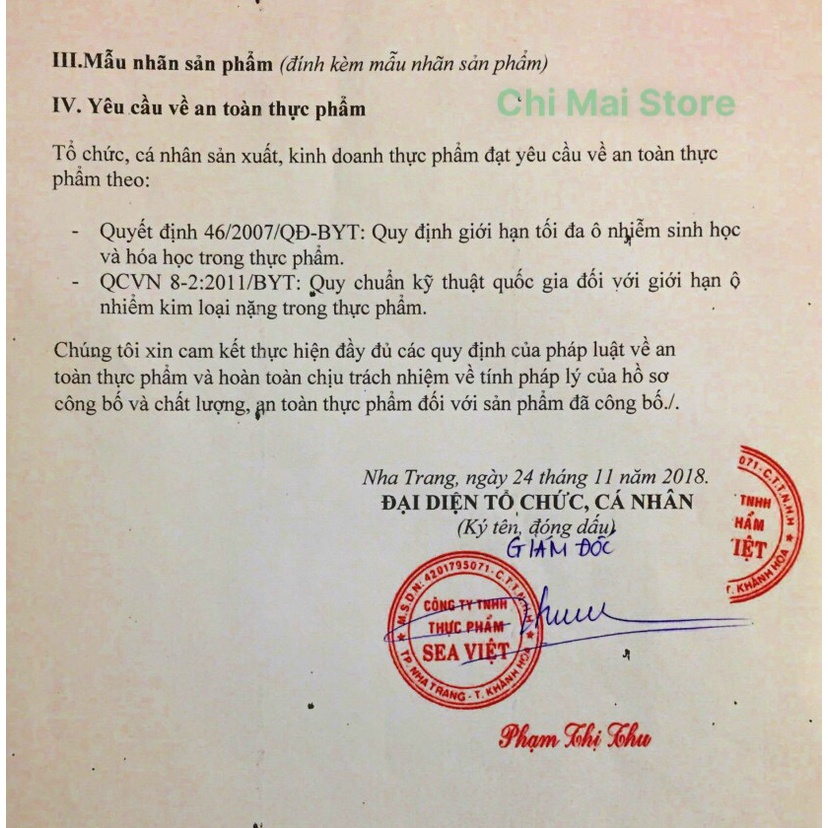 III.Mẫu nhãn sản phẩm (đính kèm mẫu nhãn sản phẩm)
Chi Mai Store
IV. Yêu cầu về an toàn thực phẩm
Tổ chức, cá nhân sản xuất, kinh doanh thực phẩm đạt yêu cầu về an toàn thực
phẩm theo:
- Quyết định 46/2007/QĐ-BYT: Quy định giới hạn tối đa ô nhiễm sinh học
và hóa học trong thực phẩm.
- QCVN 8-2:2011/BYT: Quy chuẩn kỹ thuật quốc gia đối với giới hạn ô
nhiễm kim loại nặng trong thực phẩm.
Chúng tôi xin cam kết thực hiện đầy đủ các quy định của pháp luật về an
toàn thực phẩm và hoàn toàn chịu trách nhiệm về tính pháp lý của hồ sơ
công bố và chất lượng, an toàn thực phẩm đối với sản phẩm đã công bố./.
Nha Trang, ngày 24 tháng 11 năm 2018.
ĐẠI DIỆN TỔ CHỨC, CÁ NHÂN
(Ký tên, đóng dấu)
GIÁM ĐỐC
M.S.D.N: 4201795071-C.T.T.N.H.H
CÔNG TY TNHH
THỰC PHẨM
SEA VIỆT
TP. NHA TRANG - T. KHÁNH HÒA
071-C.T.T.N.H.H
TNHH
HẨM
IỆT
T. KHÁNH HÒA
Phạm Thị Thu